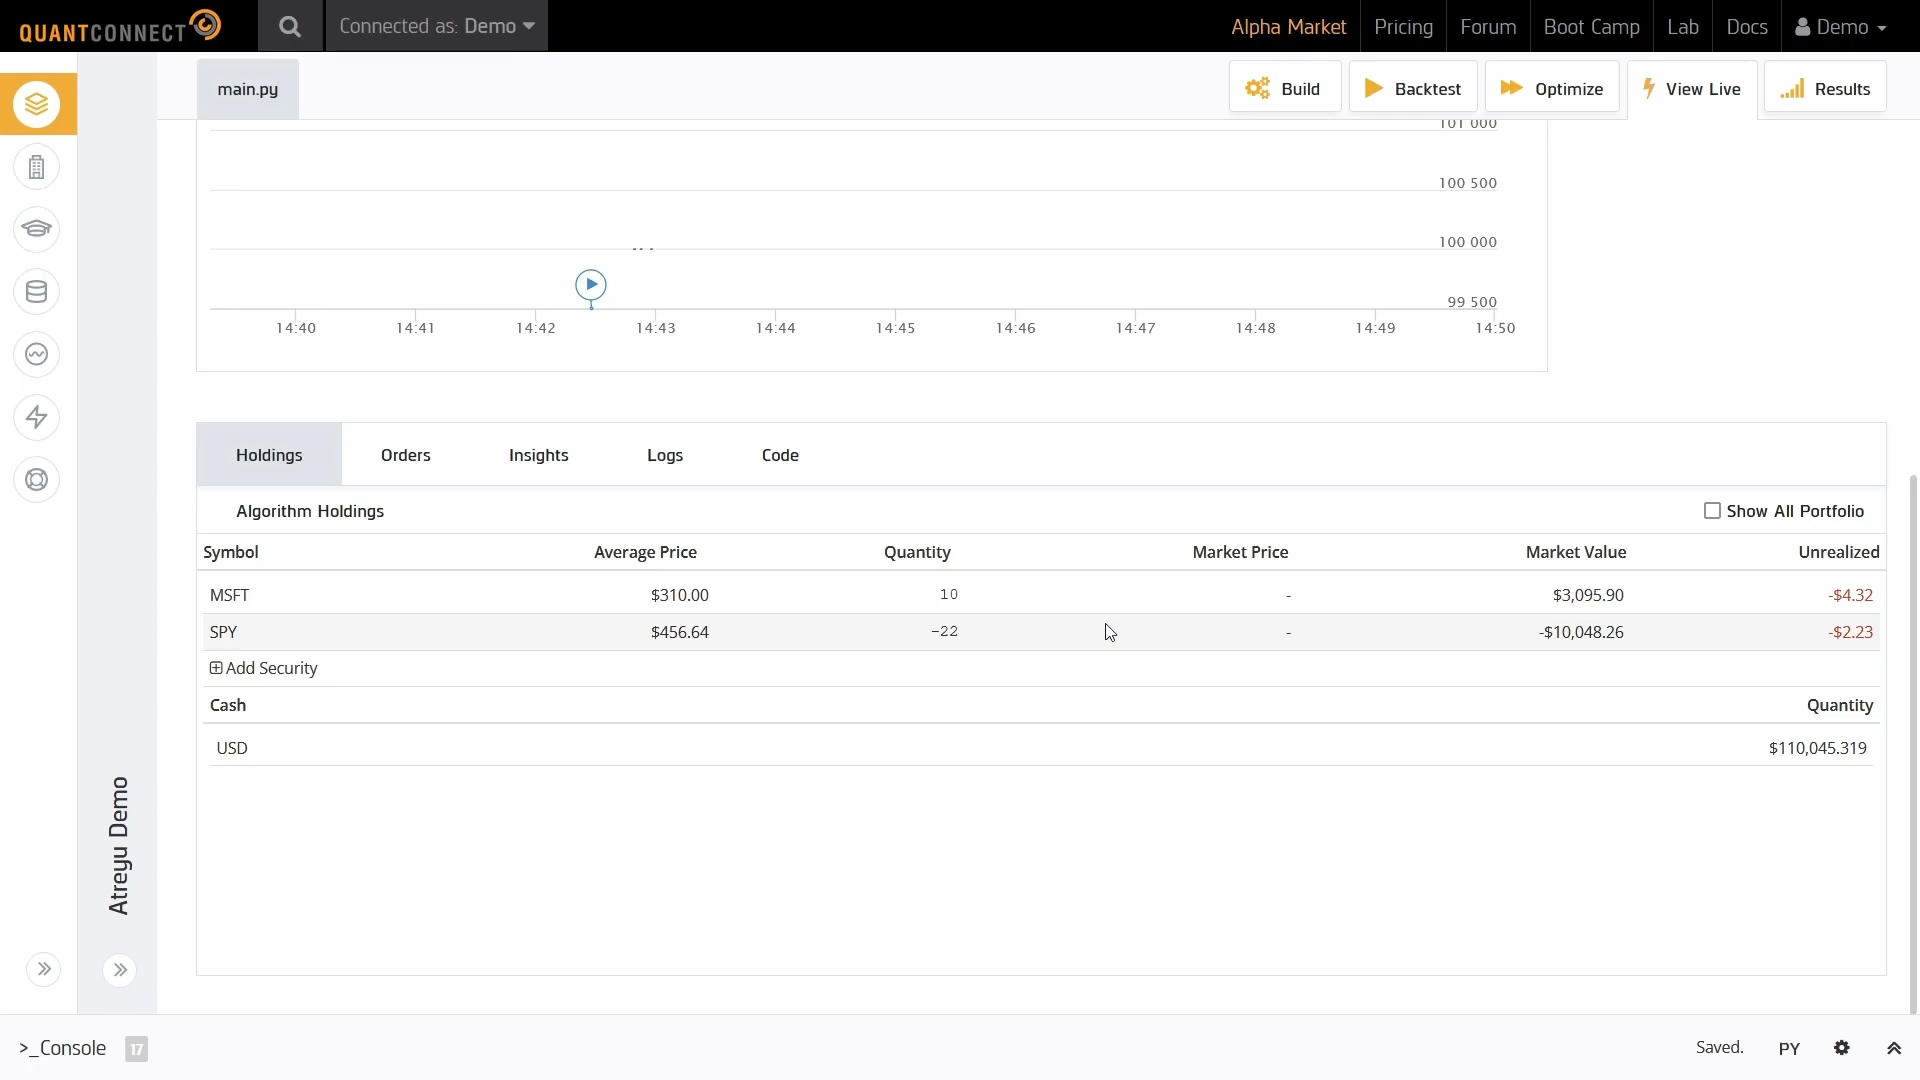 QUANTCONNECT Connected as: Demo Alpha Market Pricing Forum Boot Camp Lab Docs Demo
main.py Build Backtest Optimize View Live Results
101 000
100 500
100 000
99 500
14:40 14:41 14:42 14:43 14:44 14:45 14:46 14:47 14:48 14:49 14:50
Holdings Orders Insights Logs Code
Algorithm Holdings Show All Portfolio
Symbol Average Price Quantity Market Price Market Value Unrealized
MSFT $310.00 10 - $3,095.90 -$4.32
SPY $456.64 -22 - -$10,048.26 -$2.23
Add Security
Cash Quantity
USD $110,045.319
Atreyu Demo
>_Console 17 Saved. PY